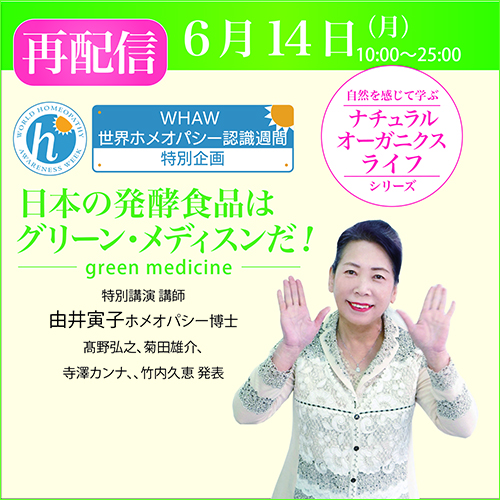 再配信
6月14日(月)
10:00～25:00
WORLD HOMEOPATHY
AWARENESS WEEK
h
WHAW
世界ホメオパシー認識週間
特別企画
自然を感じて学ぶ
ナチュラル
オーガニクス
ライフ
シリーズ
日本の発酵食品は
グリーン・メディスンだ！
green medicine
特別講演 講師
由井寅子ホメオパシー博士
髙野弘之、菊田雄介、
寺澤カンナ、、竹内久恵 発表